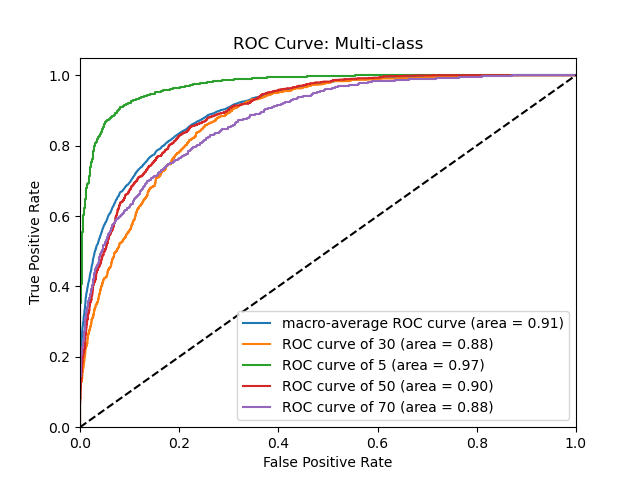 ROC Curve: Multi-class
True Positive Rate
1.0
0.8
0.6
0.4
0.2
0.0
macro-average ROC curve (area = 0.91)
ROC curve of 30 (area = 0.88)
ROC curve of 5 (area = 0.97)
ROC curve of 50 (area = 0.90)
ROC curve of 70 (area = 0.88)
0.0 0.2 0.4 0.6 0.8 1.0
False Positive Rate